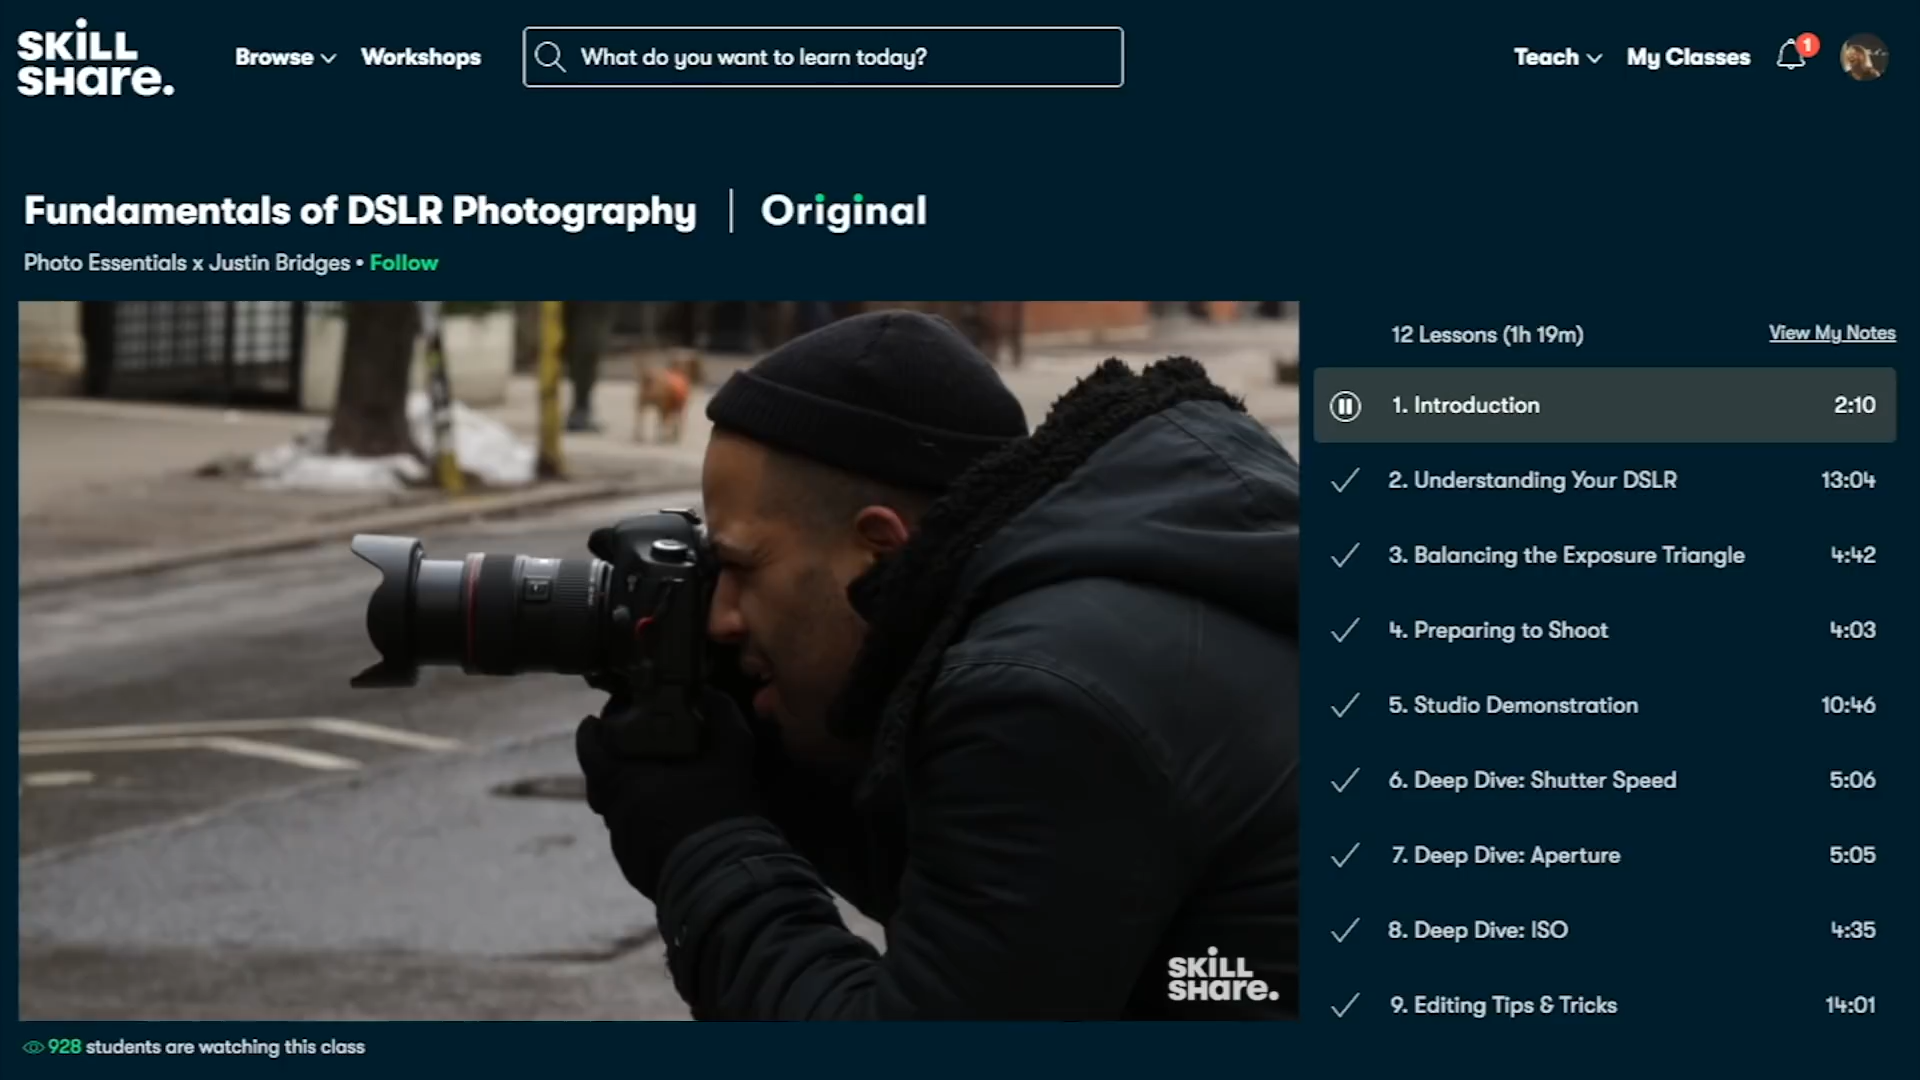 SKiLL
SHare.
Browse
Workshops
What do you want to learn today?
Teach
My Classes
1
Fundamentals of DSLR Photography | Original
Photo Essentials x Justin Bridges • Follow
12 Lessons (1h 19m)
View My Notes
1. Introduction 2:10
2. Understanding Your DSLR 13:04
3. Balancing the Exposure Triangle 4:42
4. Preparing to Shoot 4:03
5. Studio Demonstration 10:46
6. Deep Dive: Shutter Speed 5:06
7. Deep Dive: Aperture 5:05
8. Deep Dive: ISO 4:35
9. Editing Tips & Tricks 14:01
SKiLL
SHare.
928 students are watching this class